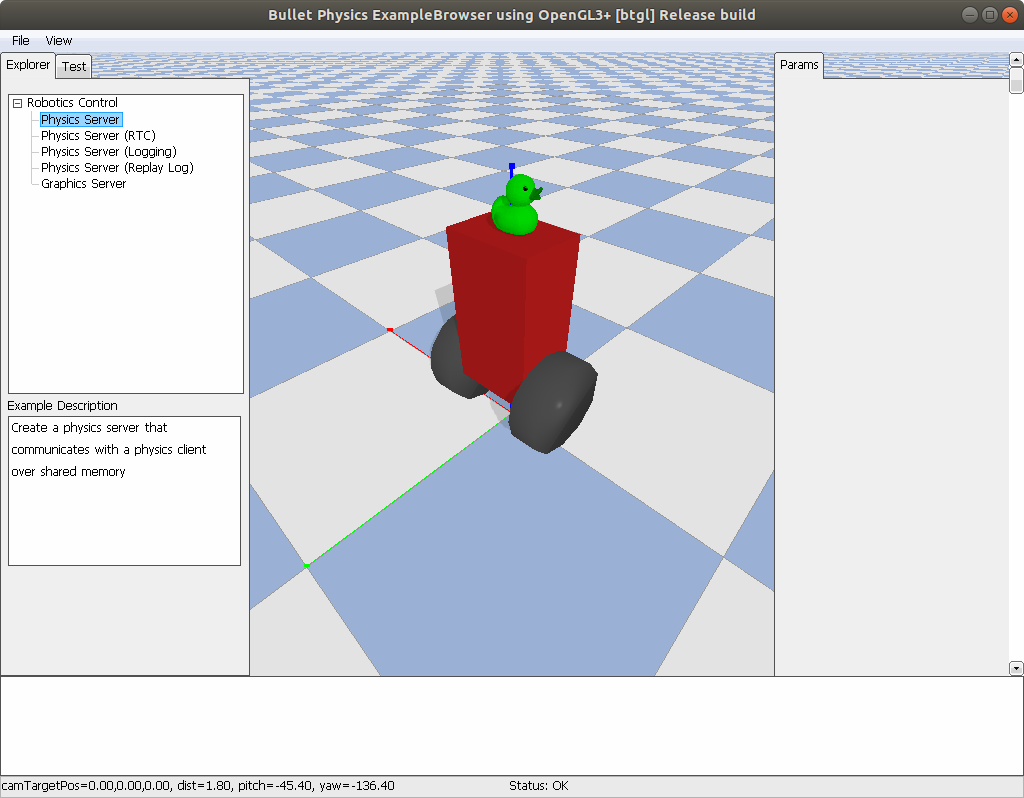 Bullet Physics ExampleBrowser using OpenGL3+ [btgl] Release build
File View
Explorer Test
Params
Robotics Control
Physics Server
Physics Server (RTC)
Physics Server (Logging)
Physics Server (Replay Log)
Graphics Server
Example Description
Create a physics server that
communicates with a physics client
over shared memory
camTargetPos=0.00,0.00,0.00, dist=1.80, pitch=-45.40, yaw=-136.40
Status: OK